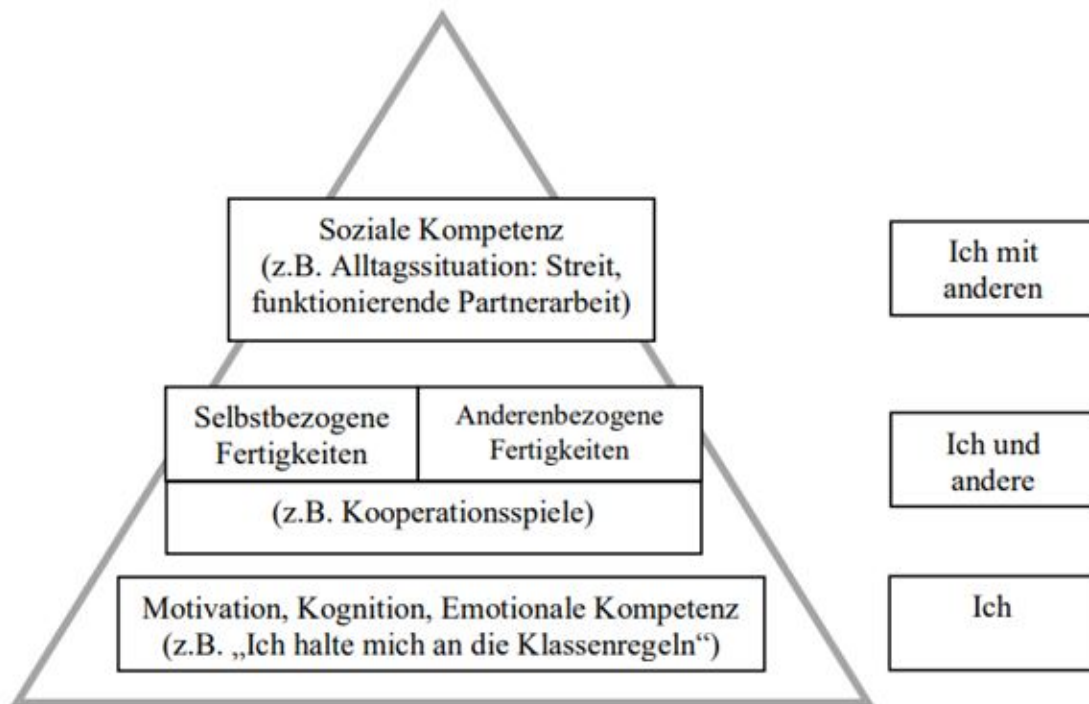 Soziale Kompetenz
(z.B. Alltagssituation: Streit,
funktionierende Partnerarbeit)
Ich mit
anderen
Selbstbezogene
Fertigkeiten
Anderenbezogene
Fertigkeiten
(z.B. Kooperationsspiele)
Ich und
andere
Motivation, Kognition, Emotionale Kompetenz
(z.B. „Ich halte mich an die Klassenregeln“)
Ich